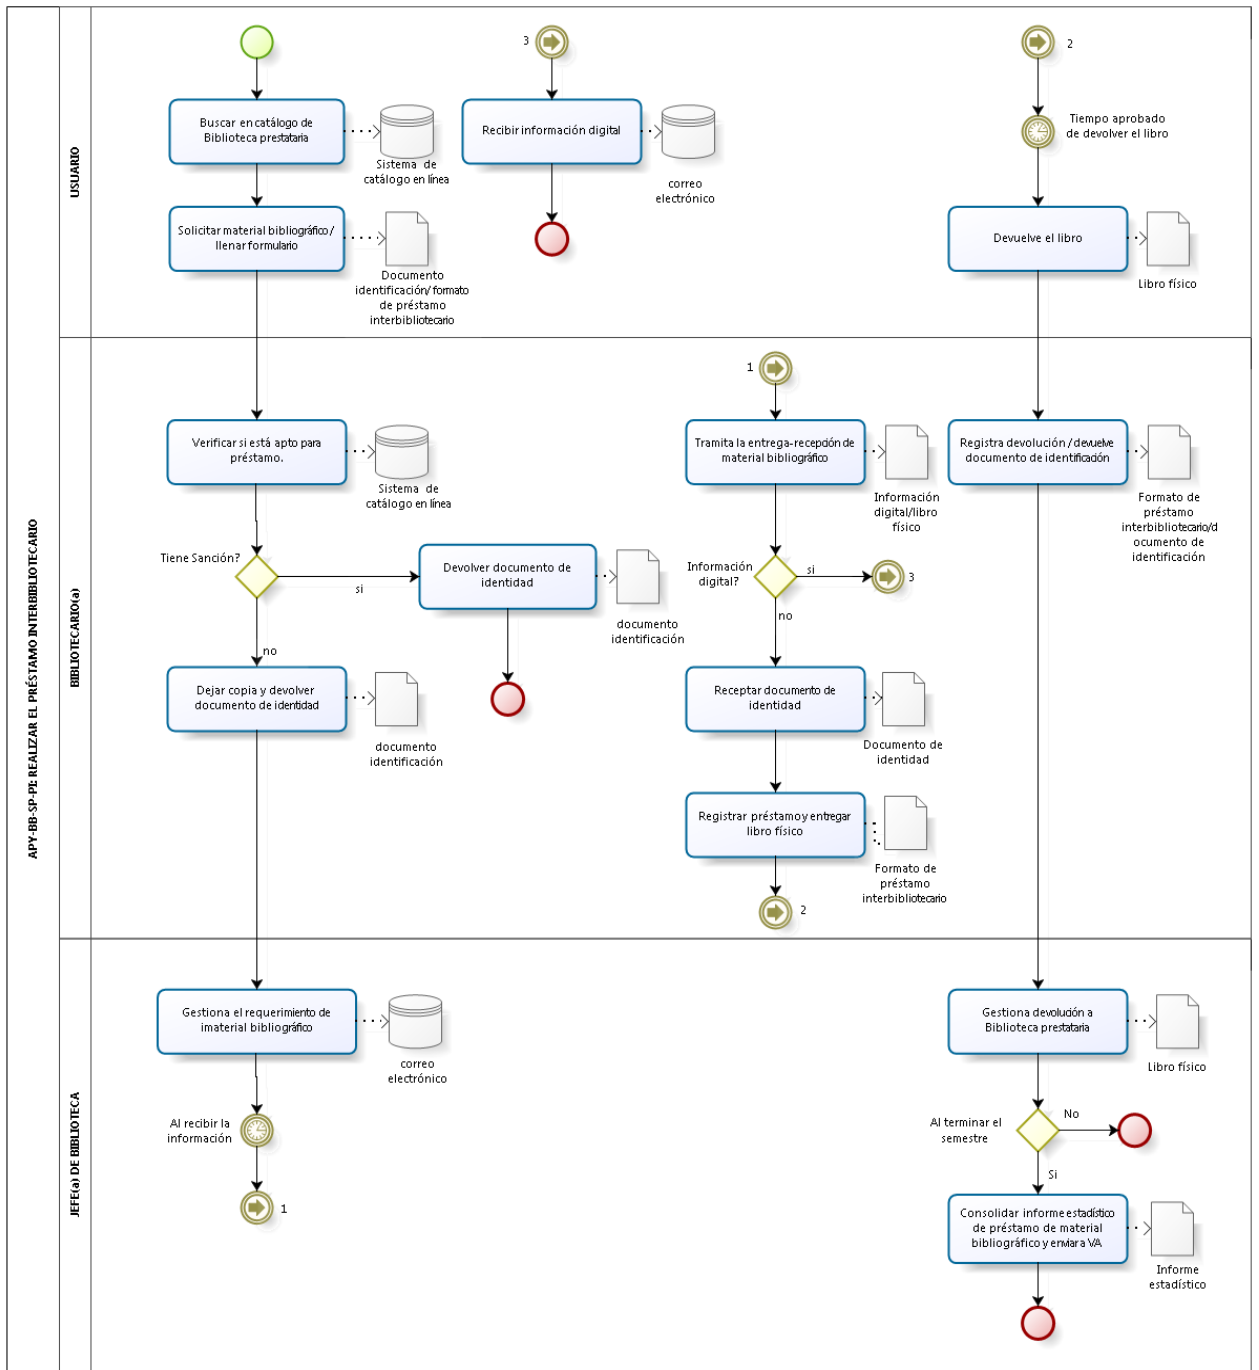 APY-BB-SP-PI: REALIZAR EL PRÉSTAMO INTERBIBLIOTECARIO
USUARIO
3
2
Buscar en catálogo de
Biblioteca prestataria
Sistema de
catálogo en línea
Recibir información digital
correo
electrónico
Tiempo aprobado
de devolver el libro
Solicitar material bibliográfico/
llenar formulario
Documento
identificación/formato
de préstamo
interbibliotecario
Devuelve el libro
Libro físico
BIBLIOTECARIO(a)
1
Verificar si está apto para
préstamo.
Sistema de
catálogo en línea
Tramita la entrega-recepción de
material bibliográfico
Información
digital/libro
físico
Registra devolución /devuelve
documento de identificación
Formato de
préstamo
interbibliotecario/d
ocumento de
identificación
Tiene Sanción?
si
no
Devolver documento de
identidad
documento
identificación
Información
digital?
si
3
no
Dejar copia y devolver
documento de identidad
documento
identificación
Receptar documento de
identidad
Documento de
identidad
Registrar préstamo y entregar
libro físico
Formato de
préstamo
interbibliotecario
2
JEFE(a) DE BIBLIOTECA
Gestiona el requerimiento de
imaterial bibliográfico
correo
electrónico
Al recibir la
información
1
Gestiona devolución a
Biblioteca prestataria
Libro físico
Al terminar el
semestre
No
Si
Consolidar informe estadístico
de préstamo de material
bibliográfico y enviar a VA
Informe
estadístico